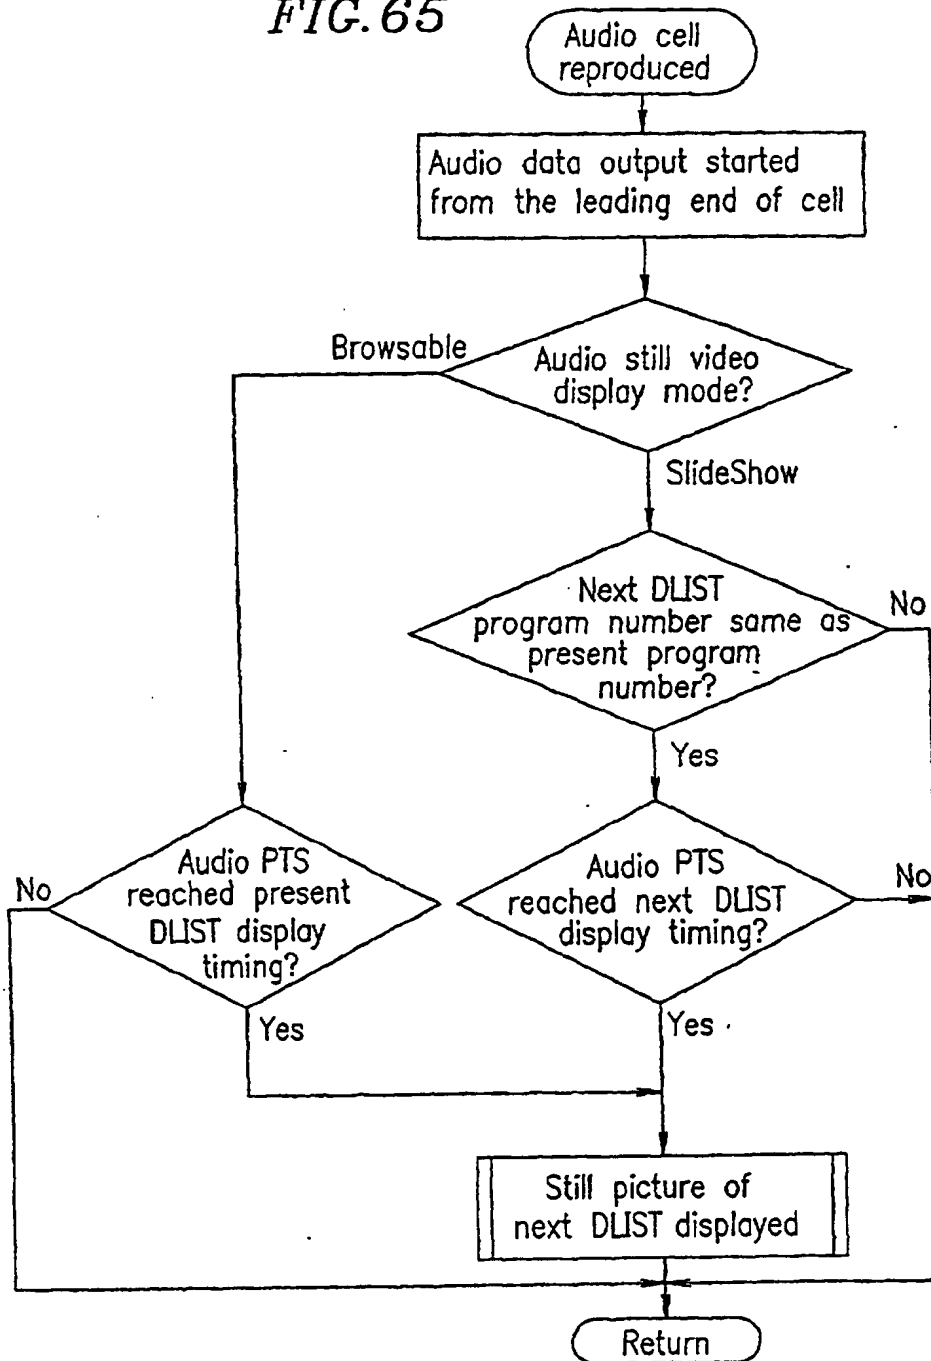 FIG. 65
Audio cell
reproduced
Audio data output started
from the leading end of cell
Browsable
Audio still video
display mode?
SlideShow
Next DLIST
program number same as
present program
number?
No
Yes
Audio PTS
reached present
DLIST display
timing?
No
Yes
Audio PTS
reached next DLIST
display timing?
No
Yes
Still picture of
next DLIST displayed
Return